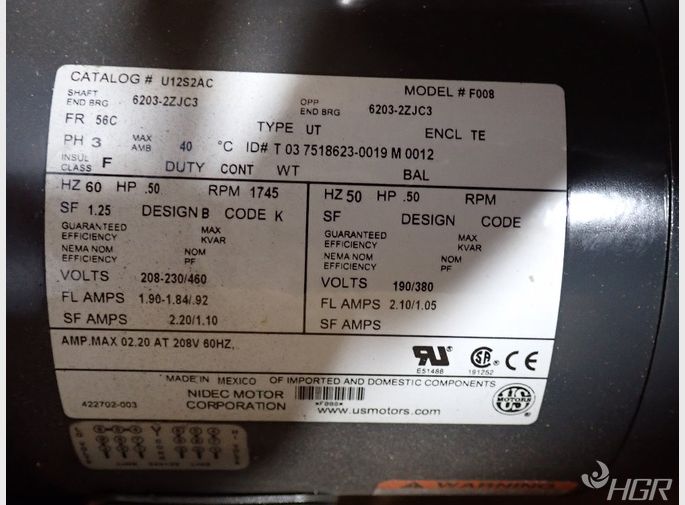 CATALOG # U12S2AC MODEL # F008
SHAFT END BRG 6203-2ZJC3 OPP END BRG 6203-2ZJC3
FR 56C TYPE UT ENCL TE
PH 3 MAX AMB 40 °C ID# T 03 7518623-0019 M 0012
INSUL CLASS F DUTY CONT WT BAL
HZ 60 HP .50 RPM 1745
SF 1.25 DESIGN B CODE K
GUARANTEED EFFICIENCY MAX KVAR
NEMA NOM EFFICIENCY NOM PF
VOLTS 208-230/460
FL AMPS 1.90-1.84/.92
SF AMPS 2.20/1.10
HZ 50 HP .50 RPM
SF DESIGN CODE
GUARANTEED EFFICIENCY MAX KVAR
NEMA NOM EFFICIENCY NOM PF
VOLTS 190/380
FL AMPS 2.10/1.05
SF AMPS
AMP.MAX 02.20 AT 208V 60HZ,
E51488 191252
MADE IN MEXICO OF IMPORTED AND DOMESTIC COMPONENTS
422702-003 NIDEC MOTOR CORPORATION *F008* www.usmotors.com
US MOTORS
WARNING
HGR